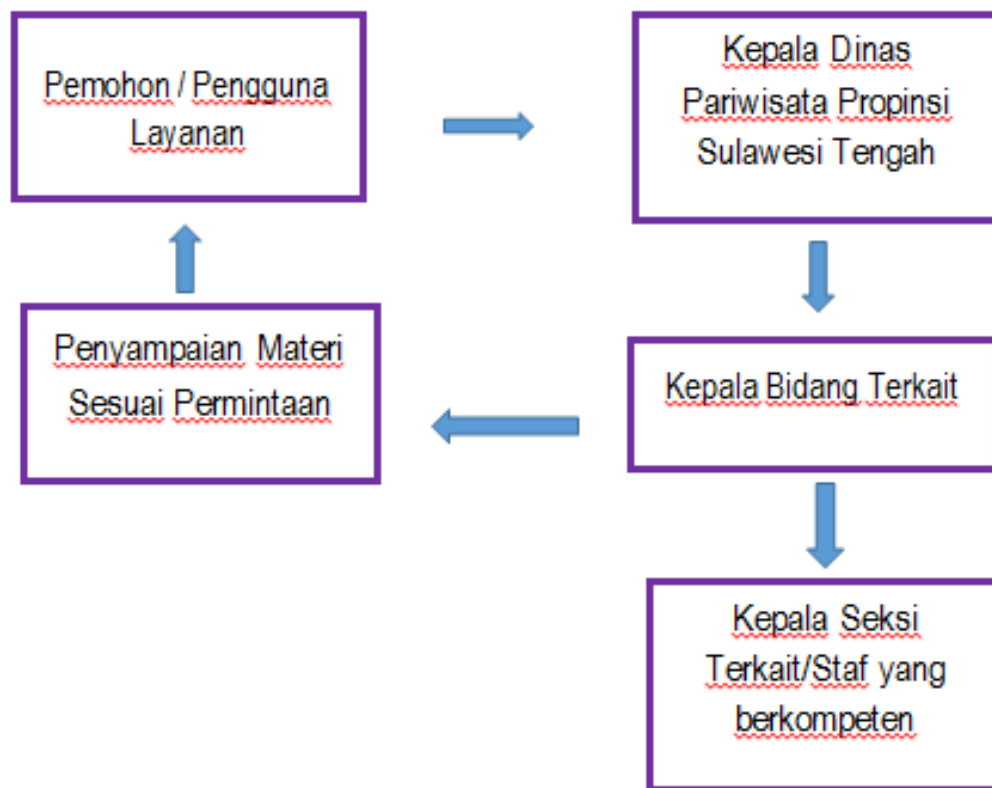 Pemohon / Pengguna
Layanan
Kepala Dinas
Pariwisata Propinsi
Sulawesi Tengah
Penyampaian Materi
Sesuai Permintaan
Kepala Bidang Terkait
Kepala Seksi
Terkait/Staf yang
berkompeten